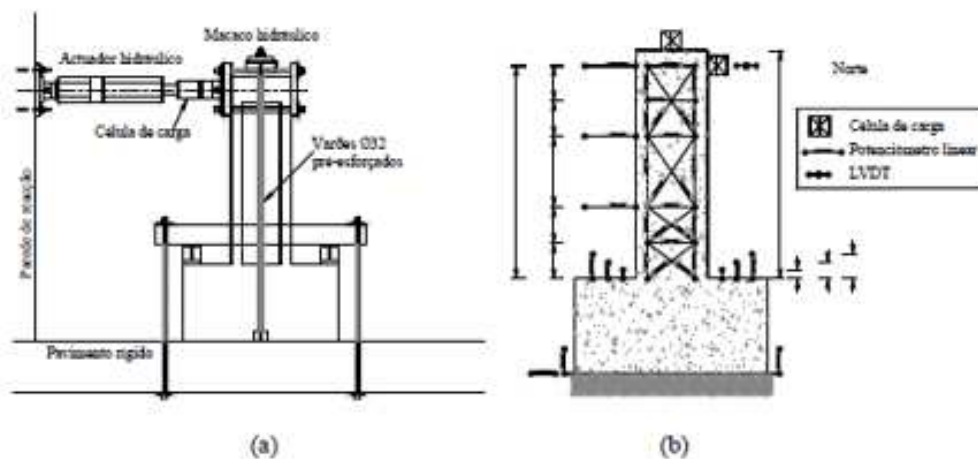 Macaco hidráulico
Actuador hidráulico
Célula de carga
Varões Ø32
pré-esforçados
Parede de reacção
Pavimento rígido
(a)
Norte
Célula de carga
Potenciómetro linear
LVDT
(b)